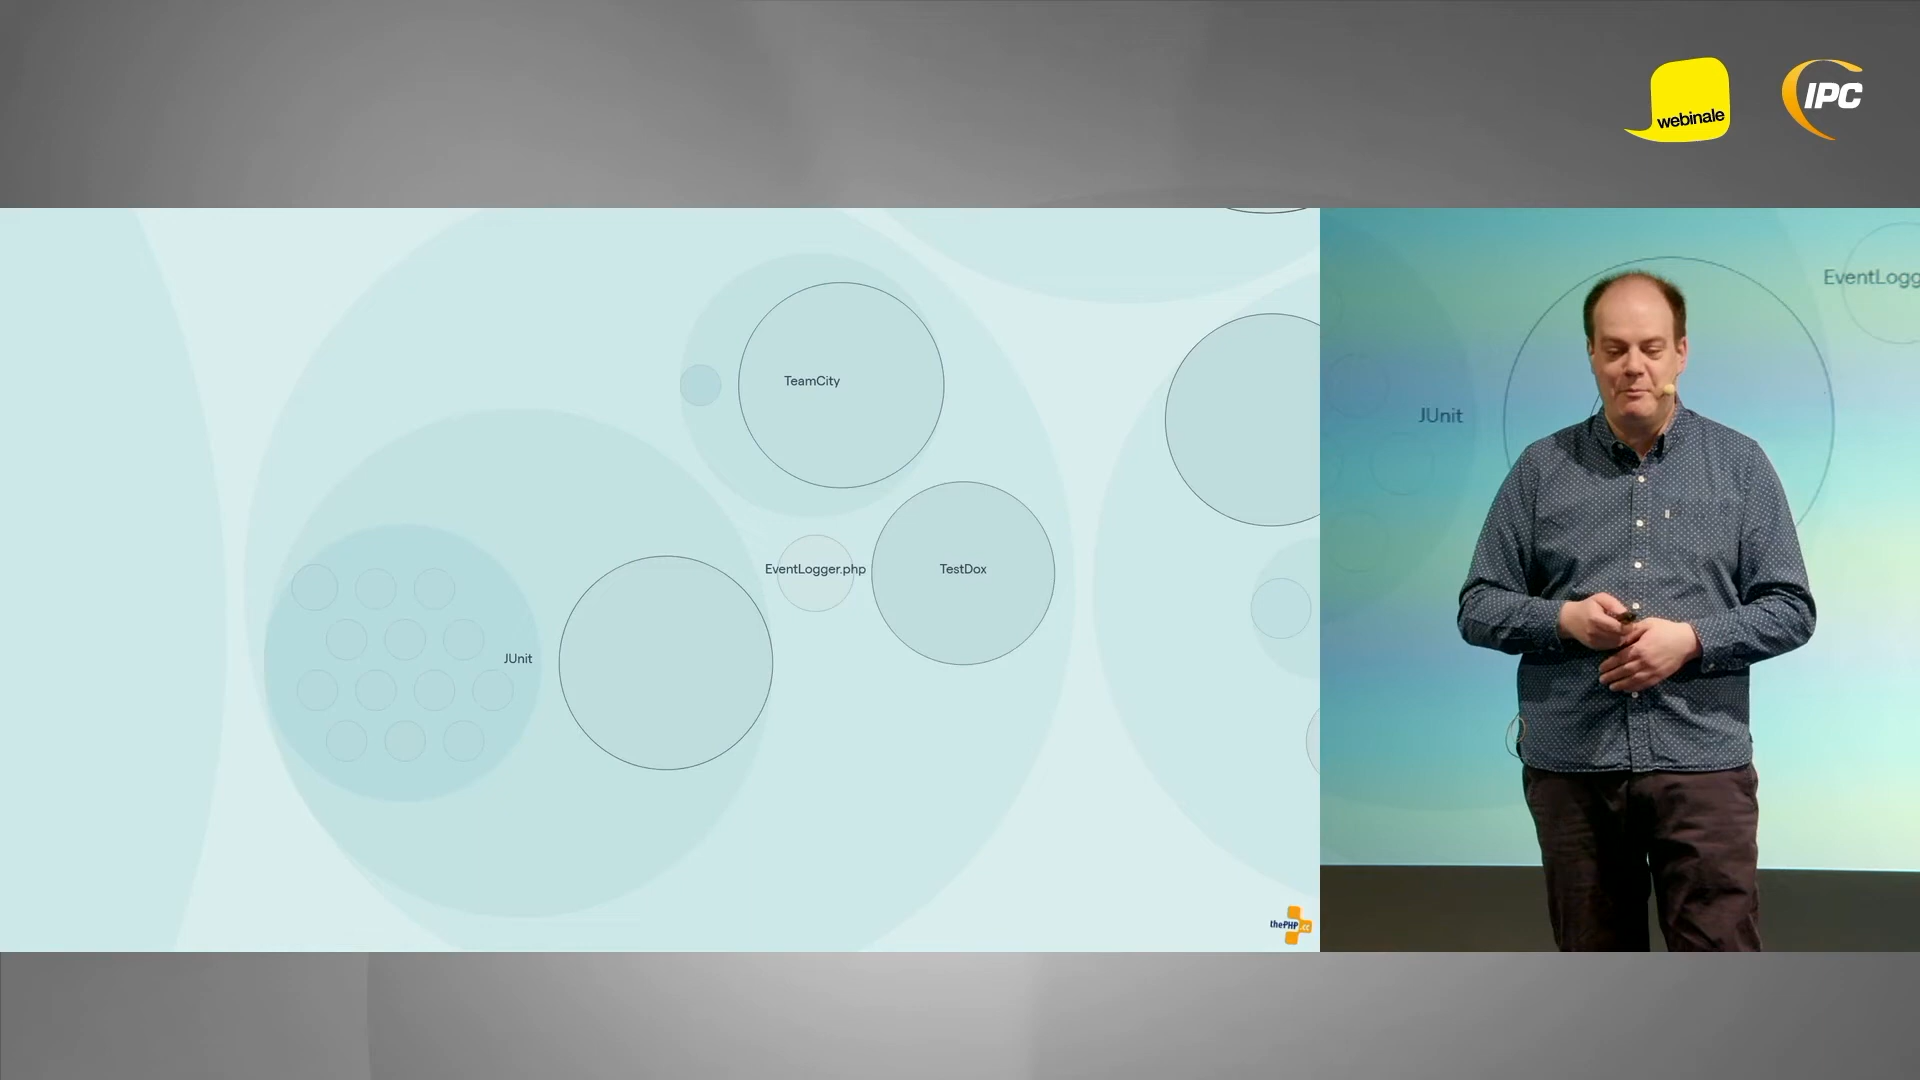 webinale
IPC
TeamCity
EventLogger.php
TestDox
JUnit
thePHP.cc
EventLogg
JUnit